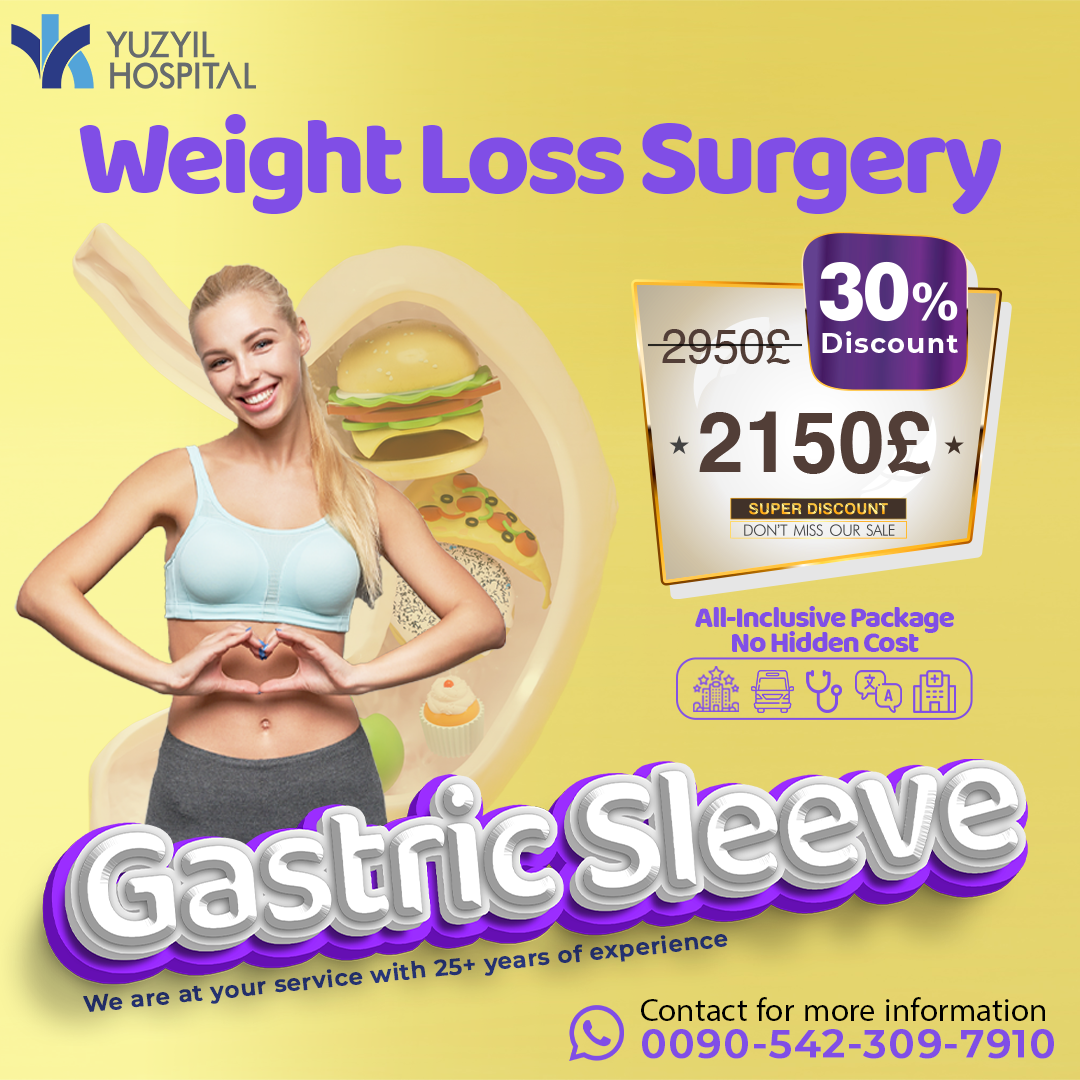 YUZYIL
HOSPITAL
Weight Loss Surgery
30%
Discount
2950£
2150£
SUPER DISCOUNT
DON'T MISS OUR SALE
All-Inclusive Package
No Hidden Cost
文
A
Gastric Sleeve
We are at your service with 25+ years of experience
Contact for more information
0090-542-309-7910